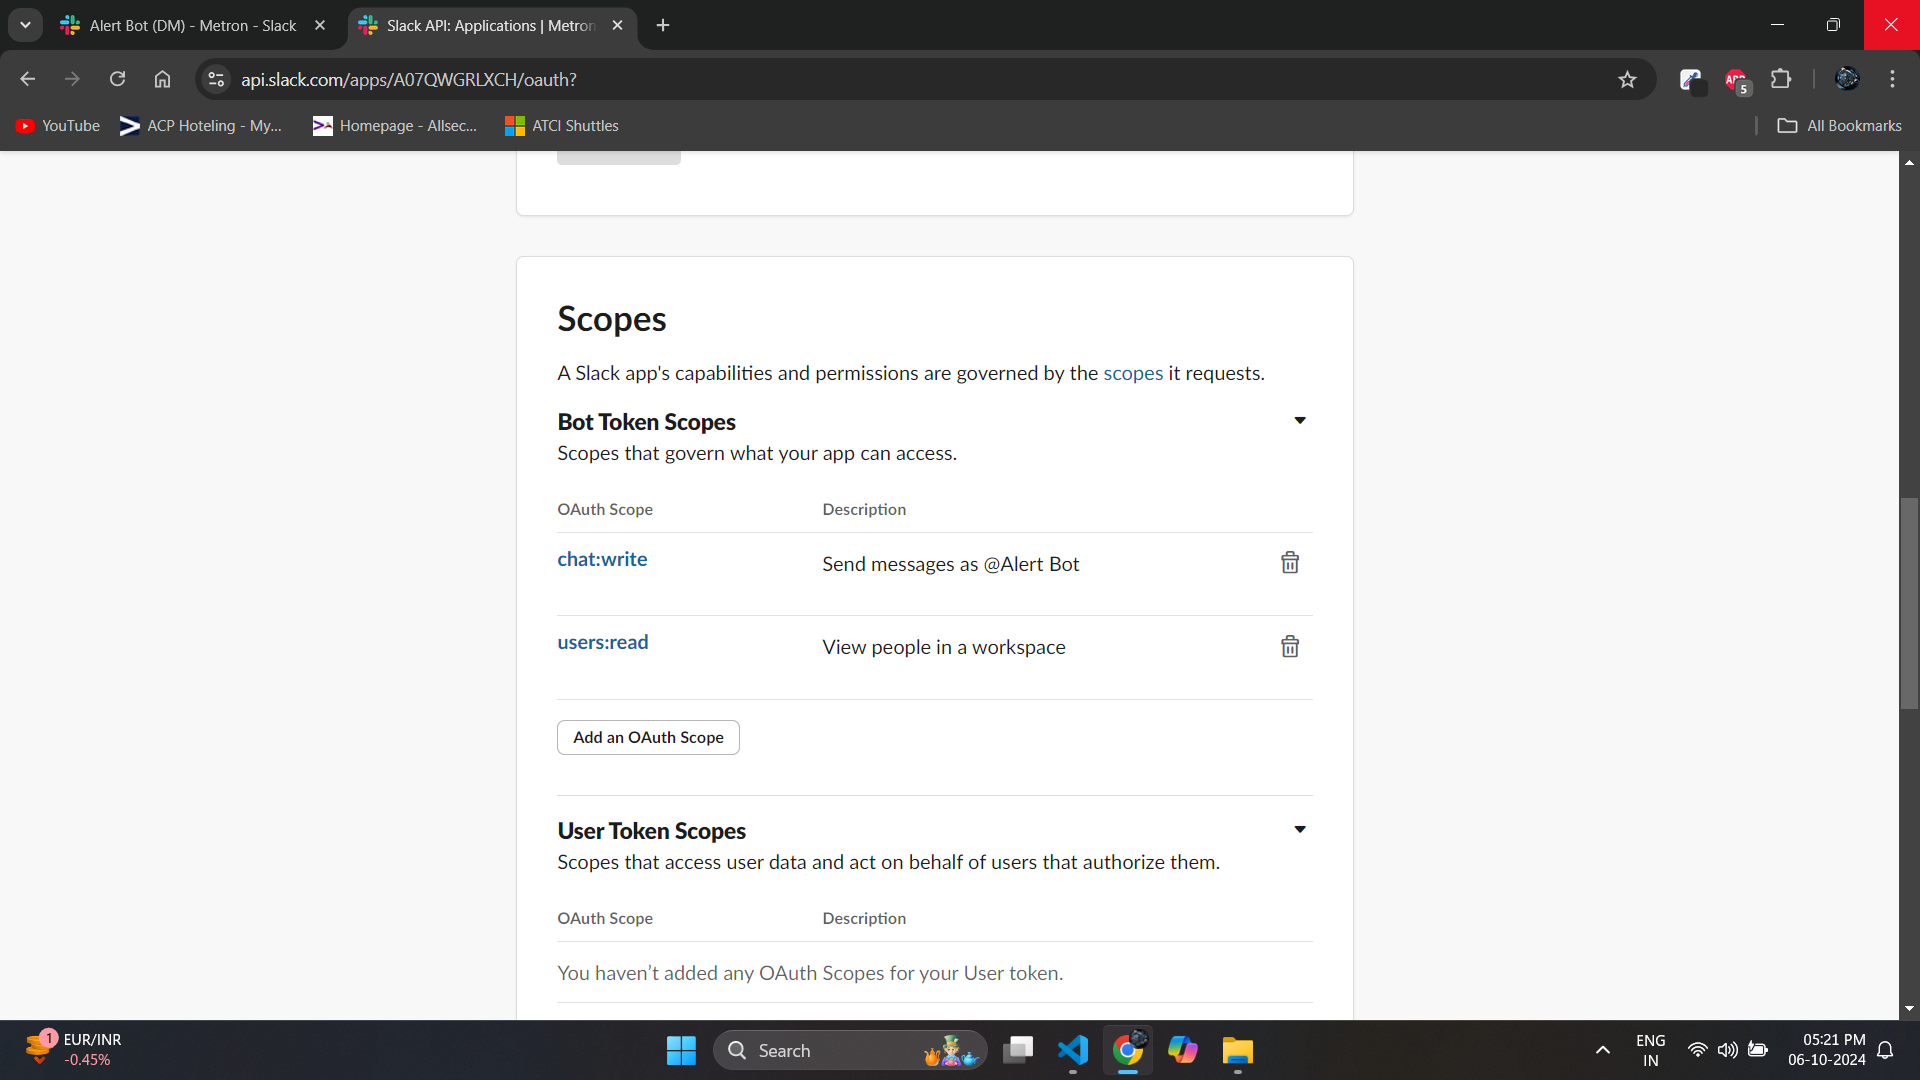 Alert Bot (DM) - Metron - Slack
Slack API: Applications | Metron
api.slack.com/apps/A07QWGRLXCH/oauth?
ABP
5
YouTube
ACP Hoteling - My...
Homepage - Allsec...
ATCI Shuttles
All Bookmarks
Scopes
A Slack app's capabilities and permissions are governed by the scopes it requests.
Bot Token Scopes
Scopes that govern what your app can access.
OAuth Scope Description
chat:write Send messages as @Alert Bot
users:read View people in a workspace
Add an OAuth Scope
User Token Scopes
Scopes that access user data and act on behalf of users that authorize them.
OAuth Scope Description
You haven’t added any OAuth Scopes for your User token.
1
EUR/INR
-0.45%
Search
ENG
IN
05:21 PM
06-10-2024